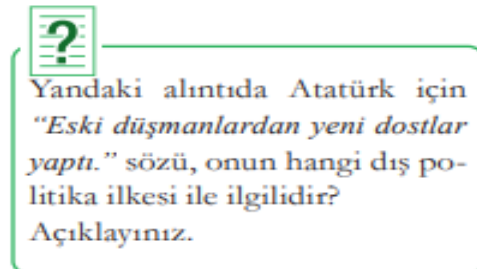 ?
Yandaki alıntıda Atatürk için
“Eski düşmanlardan yeni dostlar
yaptı.” sözü, onun hangi dış po-
litika ilkesi ile ilgilidir?
Açıklayınız.